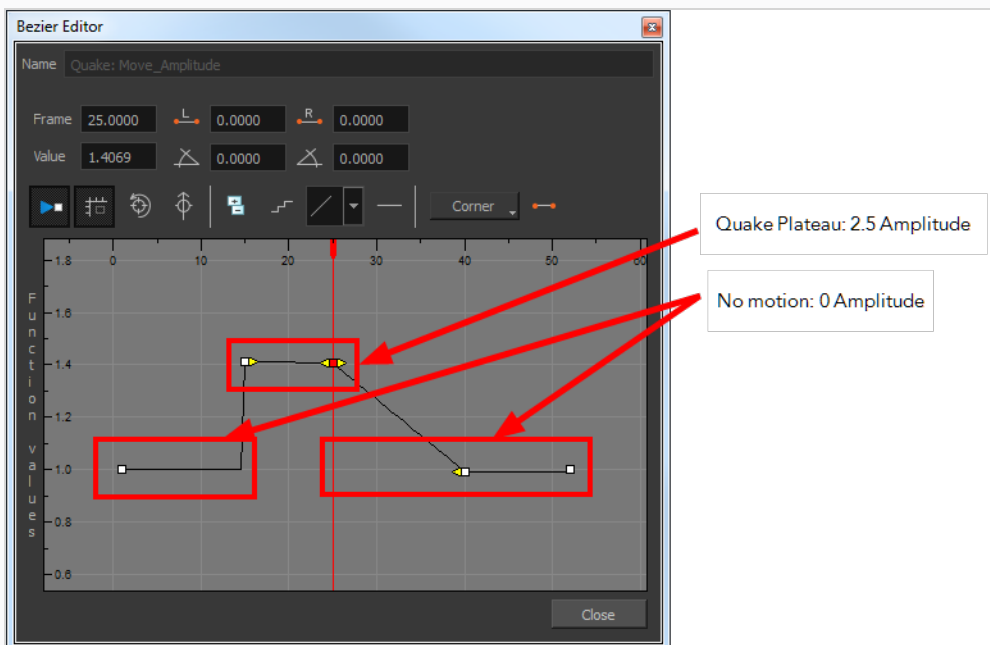 Bezier Editor
Name Quake: Move_Amplitude
Frame 25.0000 L 0.0000 R 0.0000
Value 1.4069 0.0000 0.0000
Corner
0 10 20 30 40 50 60
1.8
1.6
1.4
1.2
1.0
0.8
0.6
Function values
Quake Plateau: 2.5 Amplitude
No motion: 0 Amplitude
Close